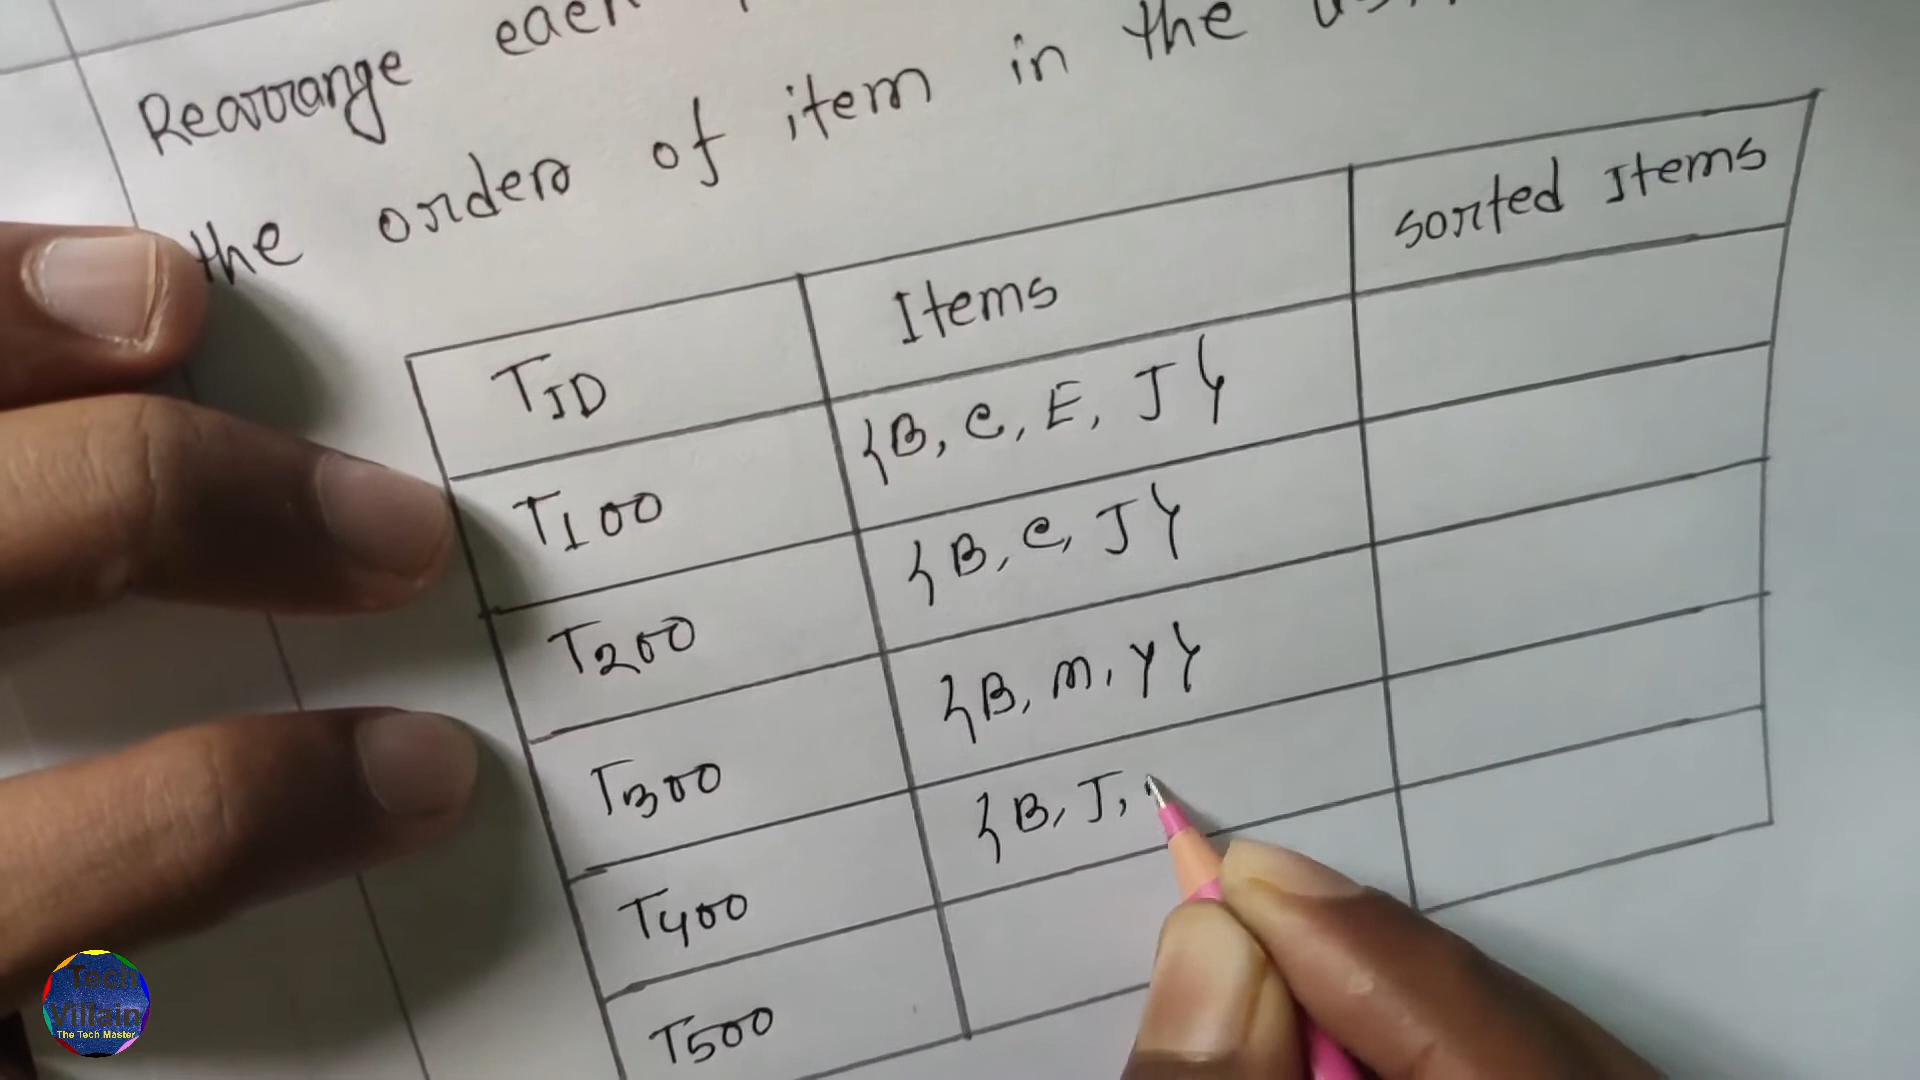 Rearrange each
the order of item in the
TID Items Sorted Items
T100 {B, C, E, J}
T200 {B, C, J}
T300 {B, M, Y}
T400 {B, J,
T500
Tech
Villain
The Tech Master